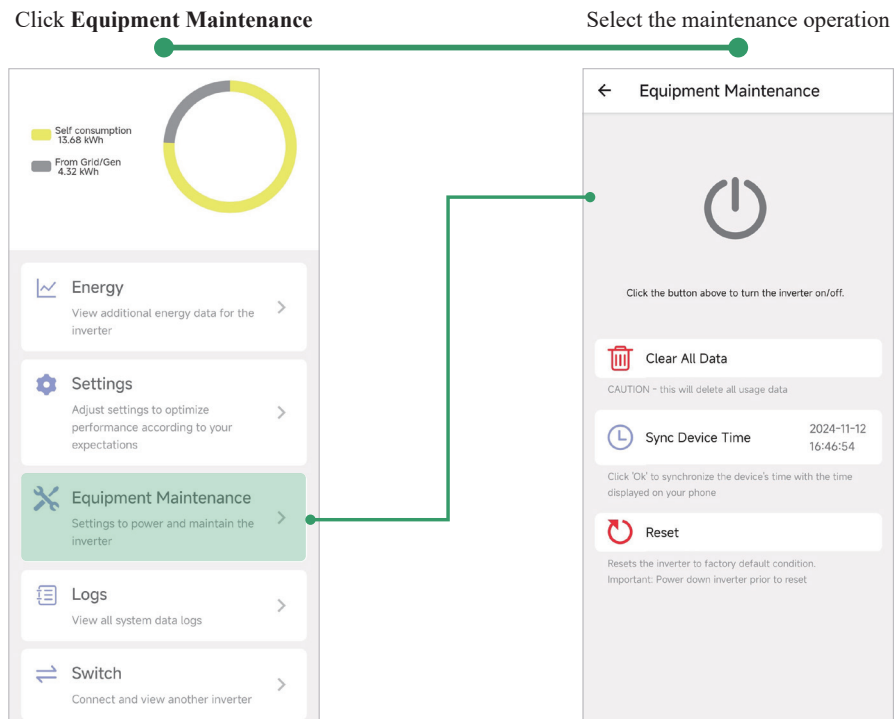 Click Equipment Maintenance
Select the maintenance operation
Self consumption
13.68 kWh
From Grid/Gen
4.32 kWh
Energy
View additional energy data for the
inverter
Settings
Adjust settings to optimize
performance according to your
expectations
Equipment Maintenance
Settings to power and maintain the
inverter
Logs
View all system data logs
Switch
Connect and view another inverter
Equipment Maintenance
Click the button above to turn the inverter on/off.
Clear All Data
CAUTION - this will delete all usage data
Sync Device Time
2024-11-12
16:46:54
Click 'Ok' to synchronize the device's time with the time
displayed on your phone
Reset
Resets the inverter to factory default condition.
Important: Power down inverter prior to reset